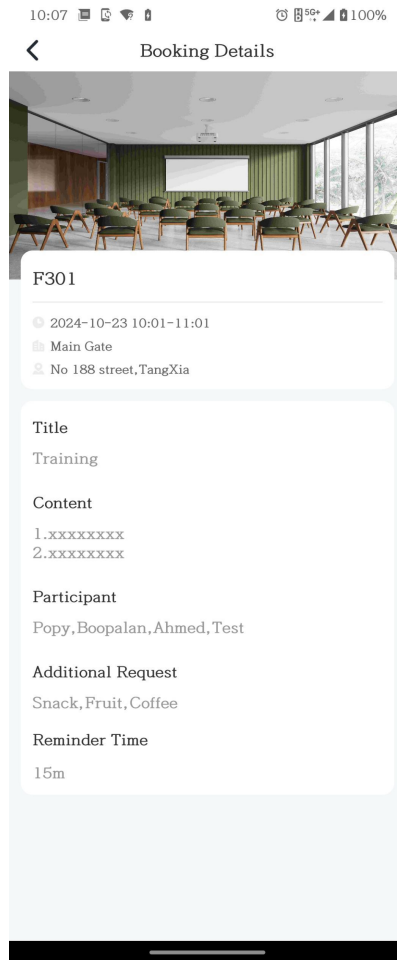 10:07
5G+
100%
Booking Details
F301
2024-10-23 10:01-11:01
Main Gate
No 188 street,TangXia
Title
Training
Content
1.xxxxxxxx
2.xxxxxxxx
Participant
Popy,Boopalan,Ahmed,Test
Additional Request
Snack,Fruit,Coffee
Reminder Time
15m